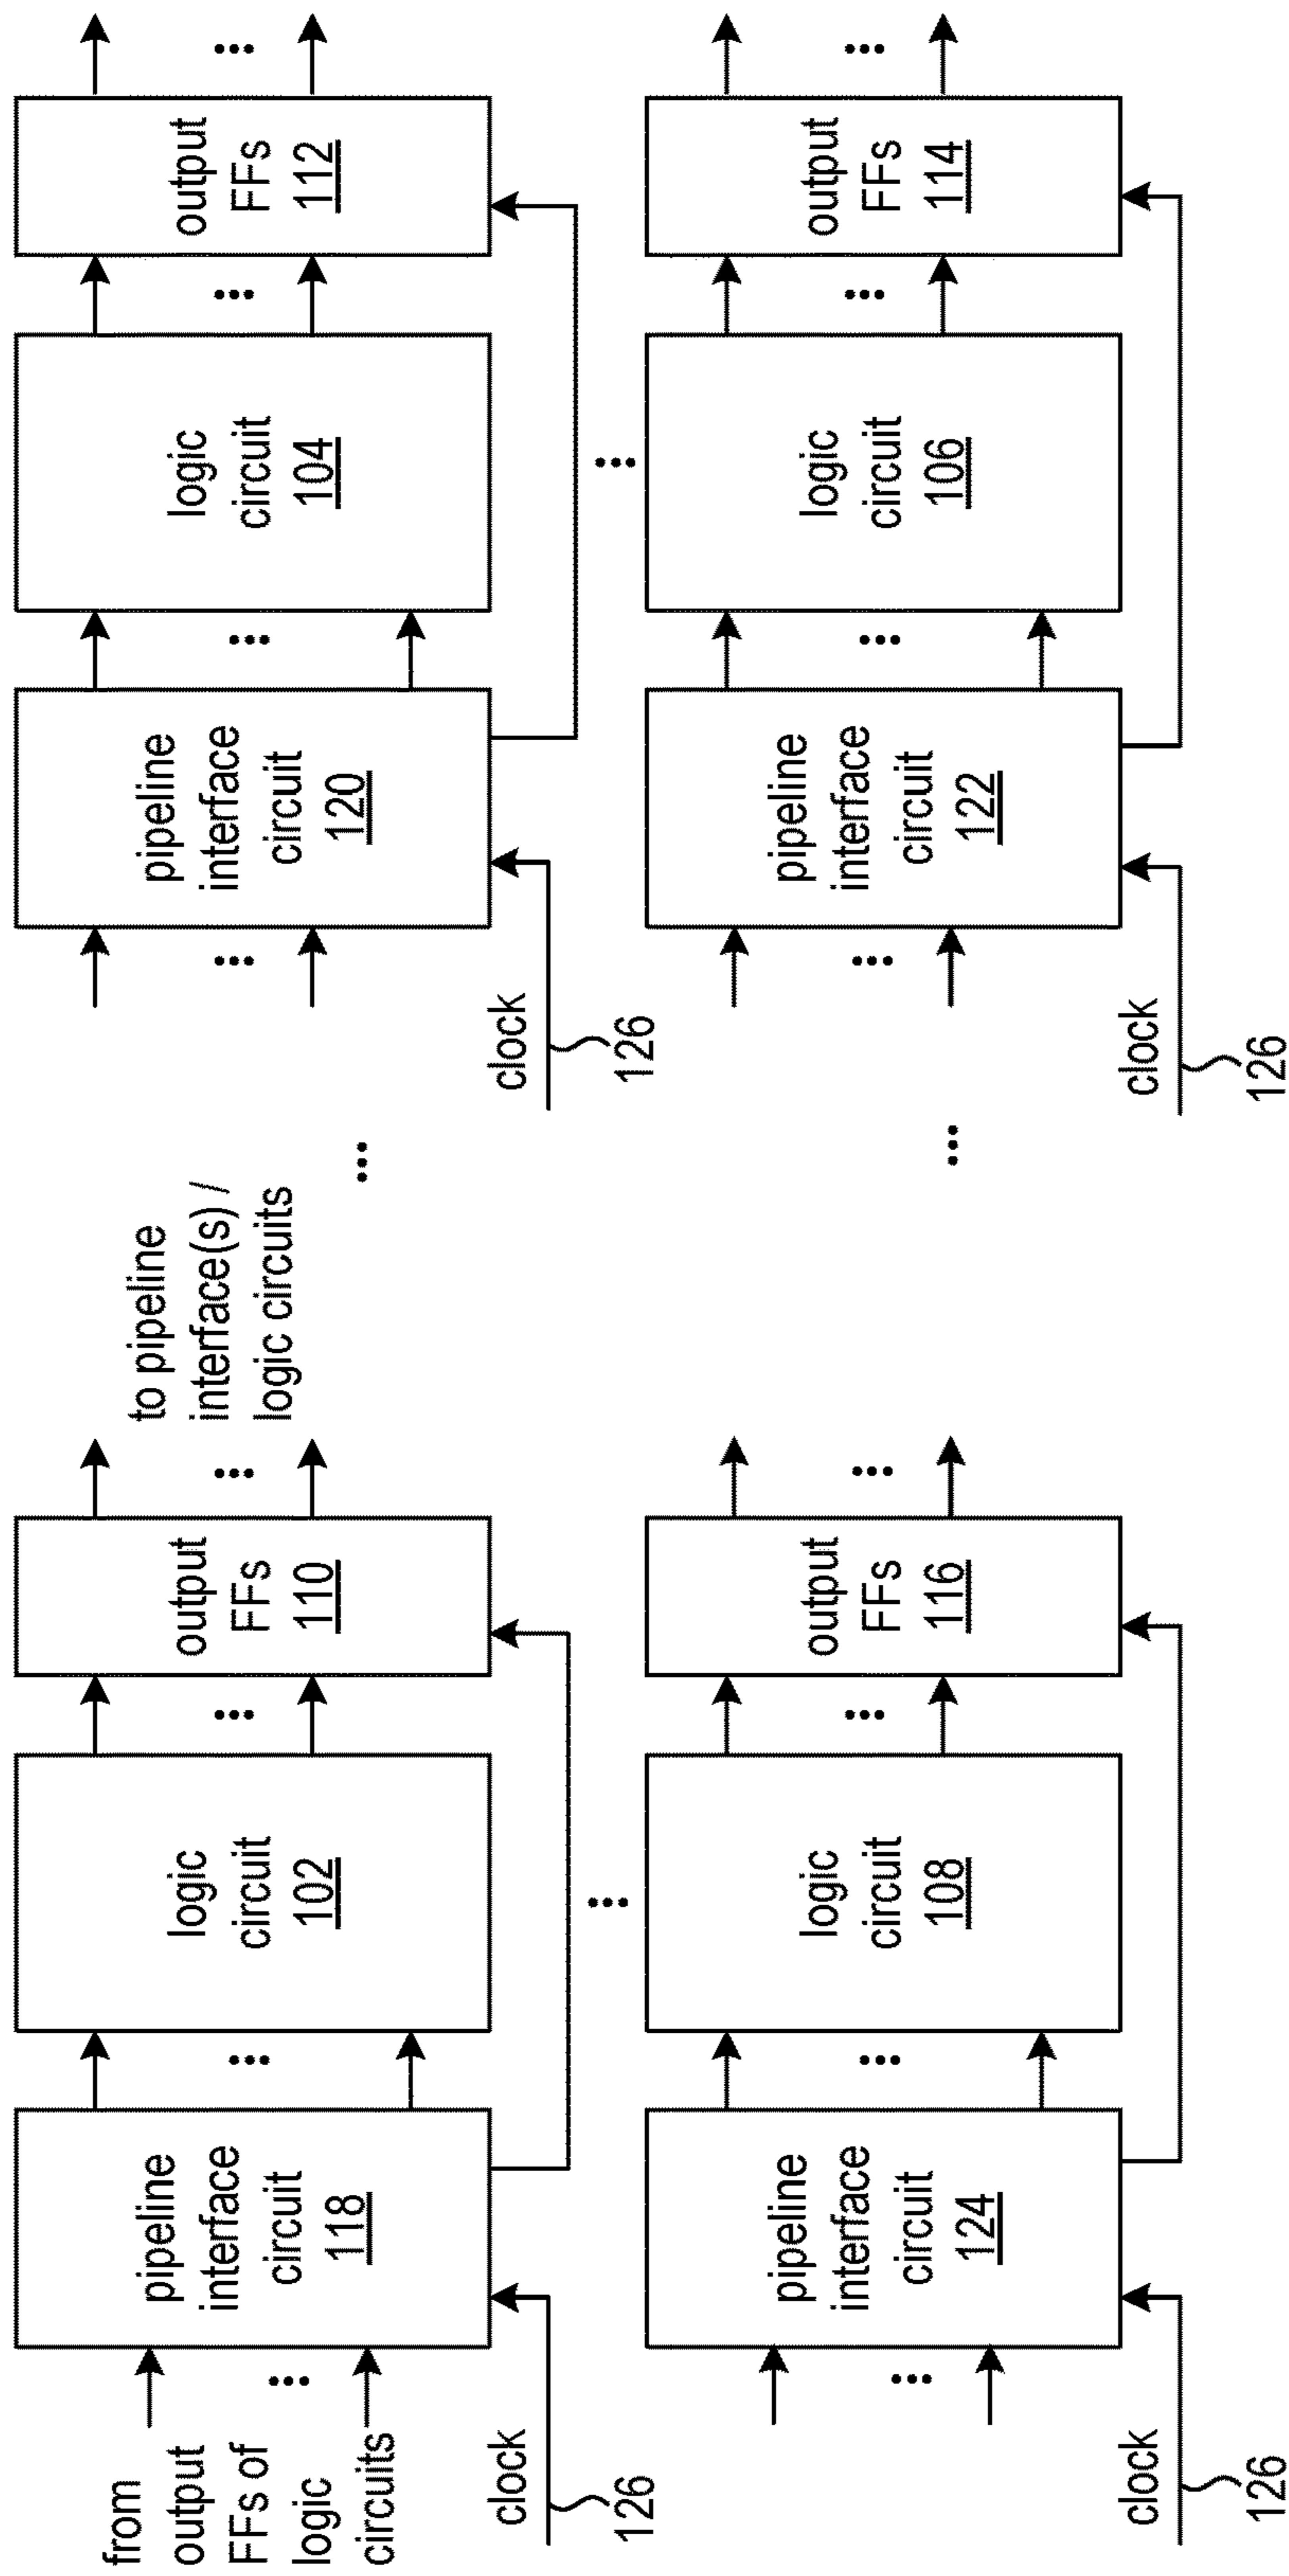 from
output
FFs of
logic
circuits
pipeline
interface
circuit
118
logic
circuit
102
output
FFs
110
to pipeline
interface(s) /
logic circuits
clock
126
...
...
pipeline
interface
circuit
120
logic
circuit
104
output
FFs
112
clock
126
pipeline
interface
circuit
124
logic
circuit
108
output
FFs
116
clock
126
pipeline
interface
circuit
122
logic
circuit
106
output
FFs
114
clock
126